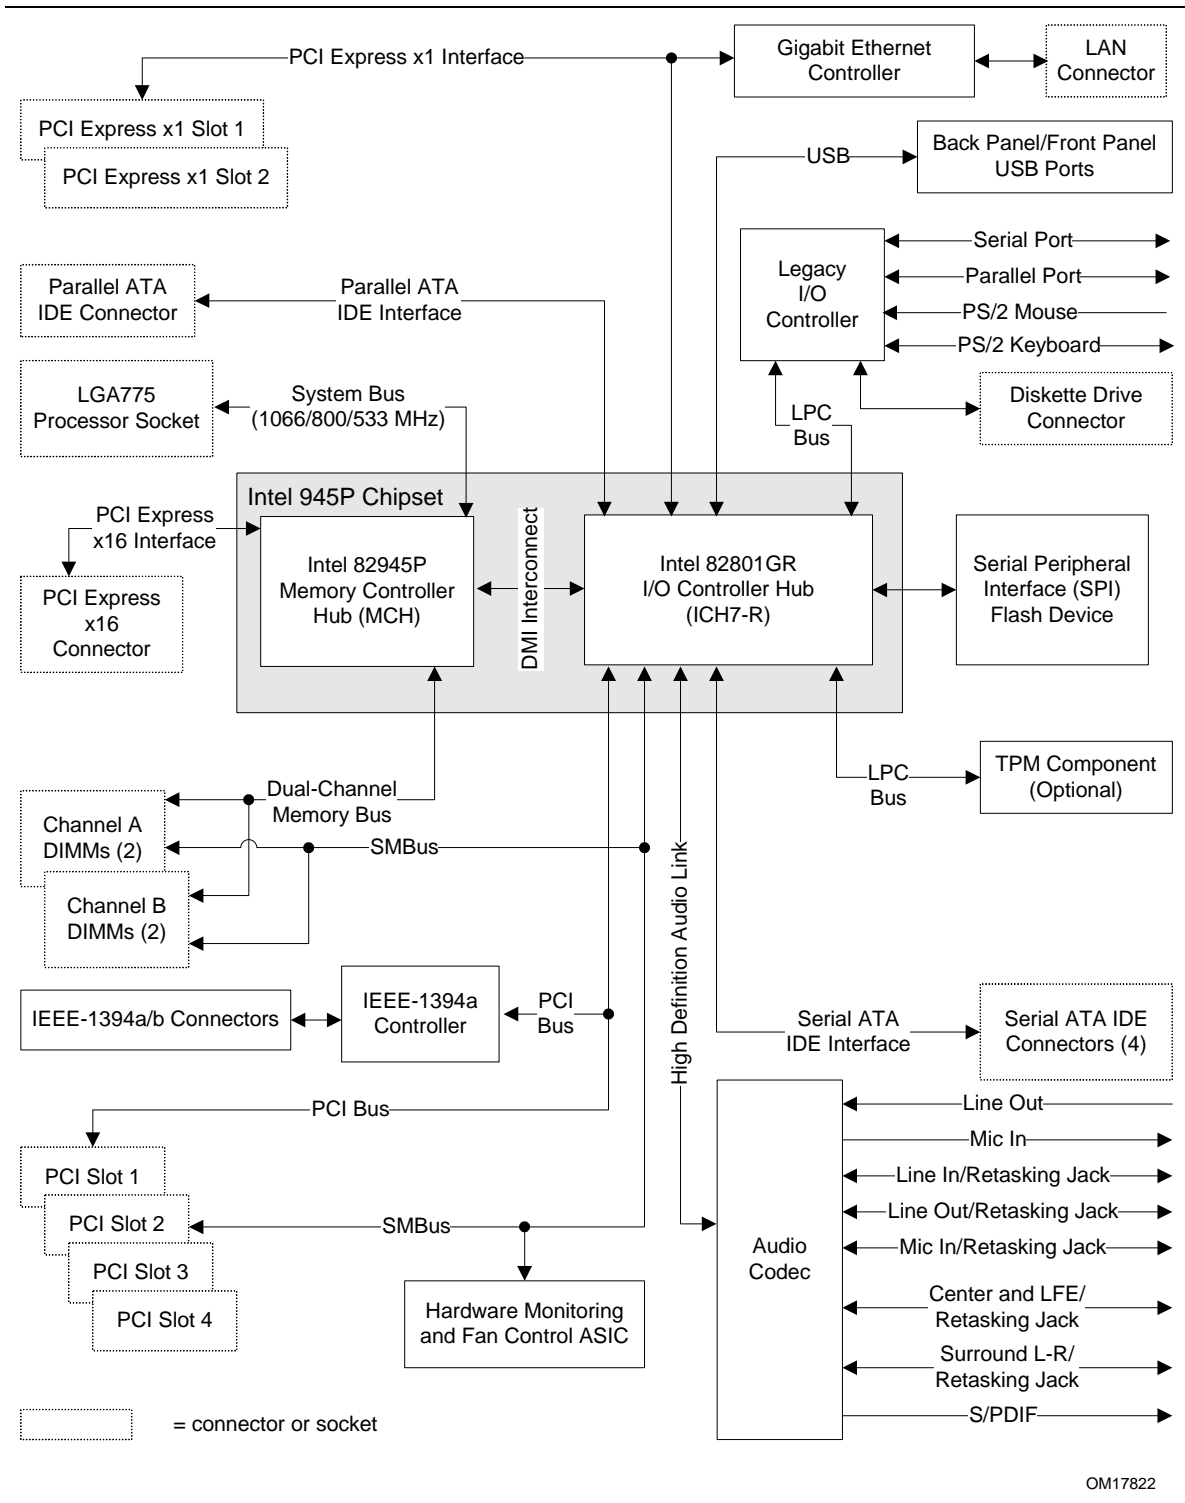 PCI Express x1 Interface
Gigabit Ethernet
Controller
LAN
Connector
PCI Express x1 Slot 1
PCI Express x1 Slot 2
USB
Back Panel/Front Panel
USB Ports
Legacy
I/O
Controller
Serial Port
Parallel Port
PS/2 Mouse
PS/2 Keyboard
Parallel ATA
IDE Connector
Parallel ATA
IDE Interface
LGA775
Processor Socket
System Bus
(1066/800/533 MHz)
LPC
Bus
Diskette Drive
Connector
Intel 945P Chipset
PCI Express
x16 Interface
PCI Express
x16
Connector
Intel 82945P
Memory Controller
Hub (MCH)
DMI Interconnect
Intel 82801GR
I/O Controller Hub
(ICH7-R)
Serial Peripheral
Interface (SPI)
Flash Device
LPC
Bus
TPM Component
(Optional)
Dual-Channel
Memory Bus
Channel A
DIMMs (2)
SMBus
Channel B
DIMMs (2)
High Definition Audio Link
IEEE-1394a/b Connectors
IEEE-1394a
Controller
PCI
Bus
Serial ATA
IDE Interface
Serial ATA IDE
Connectors (4)
PCI Bus
PCI Slot 1
PCI Slot 2
PCI Slot 3
PCI Slot 4
SMBus
Hardware Monitoring
and Fan Control ASIC
Audio
Codec
Line Out
Mic In
Line In/Retasking Jack
Line Out/Retasking Jack
Mic In/Retasking Jack
Center and LFE/
Retasking Jack
Surround L-R/
Retasking Jack
S/PDIF
= connector or socket
OM17822